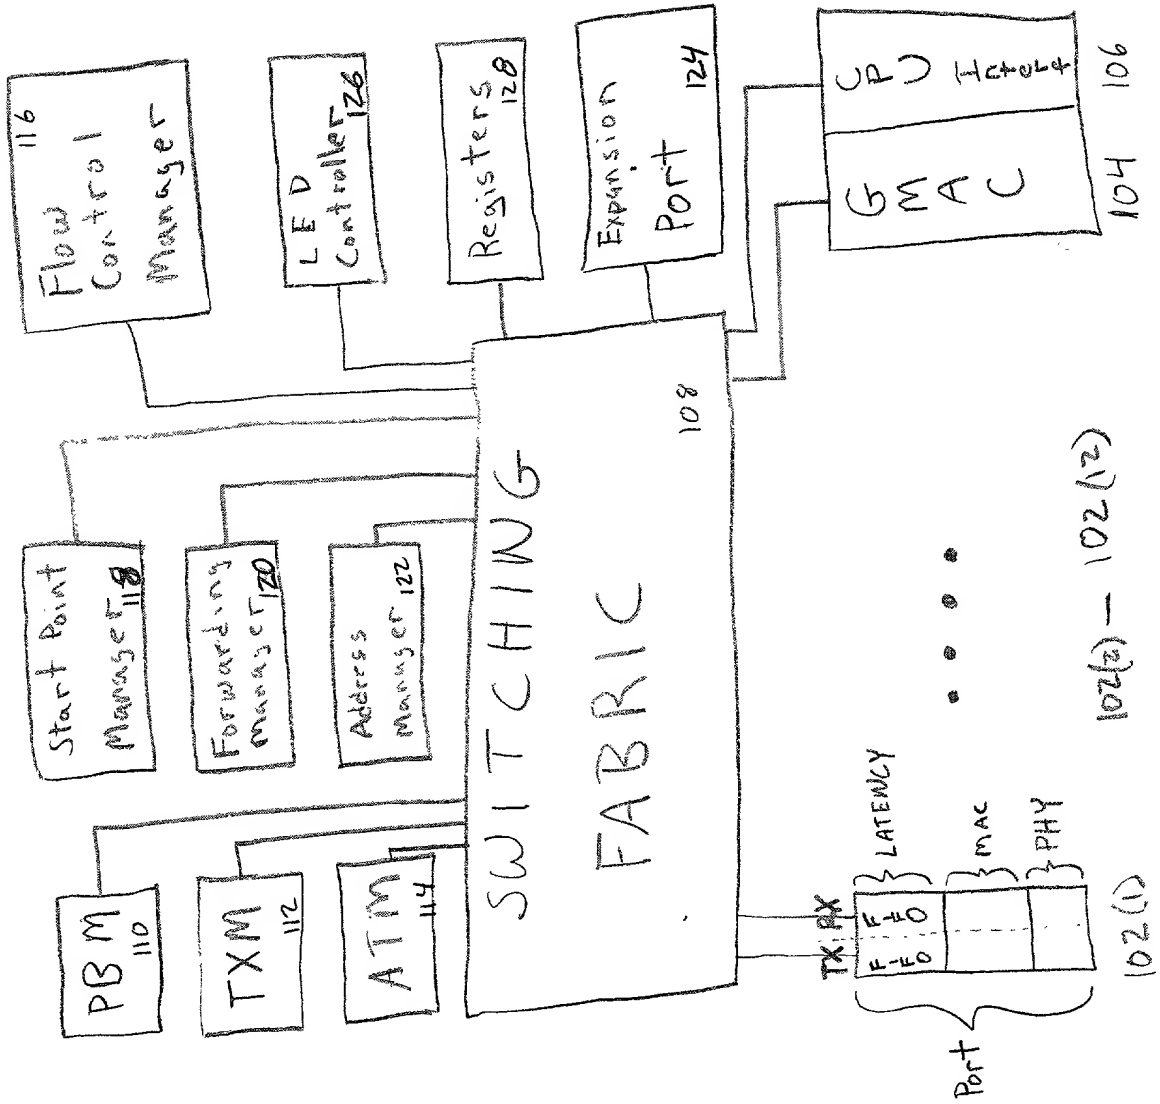 PBM
110
TXM
112
ATM
114
Start Point
Manager
118
Forwarding
Manager
120
Address
Manager
122
Flow
Control
Manager
116
LED
Controller
126
Registers
128
Expansion
Port
124
SWITCHING
FABRIC
108
CPU
104
GMAC
106
TX RX
FIFO FIFO
LATENCY
MAC
PHY
Port
102(1)
102(2) — 102(12)